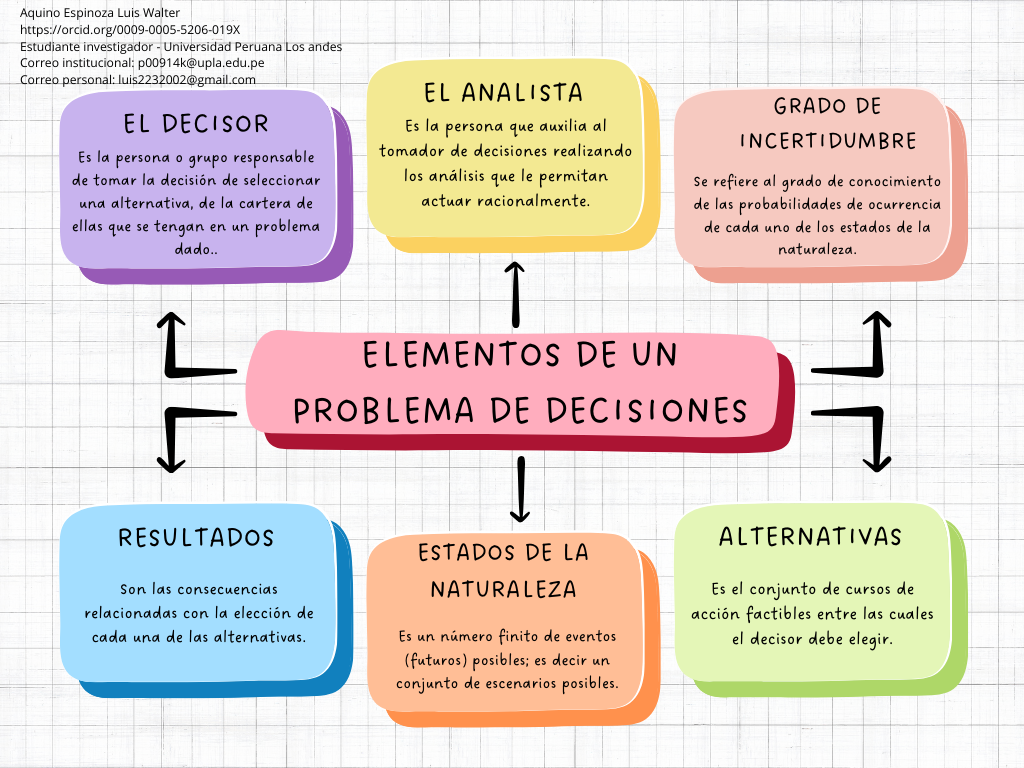 Aquino Espinoza Luis Walter
https://orcid.org/0009-0005-5206-019X
Estudiante investigador - Universidad Peruana Los andes
Correo institucional: p00914k@upla.edu.pe
Correo personal: luis2232002@gmail.com
EL DECISOR
Es la persona o grupo responsable
de tomar la decisión de seleccionar
una alternativa, de la cartera de
ellas que se tengan en un problema
dado..
EL ANALISTA
Es la persona que auxilia al
tomador de decisiones realizando
los análisis que le permitan
actuar racionalmente.
GRADO DE
INCERTIDUMBRE
Se refiere al grado de conocimiento
de las probabilidades de ocurrencia
de cada uno de los estados de la
naturaleza.
ELEMENTOS DE UN
PROBLEMA DE DECISIONES
RESULTADOS
Son las consecuencias
relacionadas con la elección de
cada una de las alternativas.
ESTADOS DE LA
NATURALEZA
Es un número finito de eventos
(futuros) posibles; es decir un
conjunto de escenarios posibles.
ALTERNATIVAS
Es el conjunto de cursos de
acción factibles entre las cuales
el decisor debe elegir.